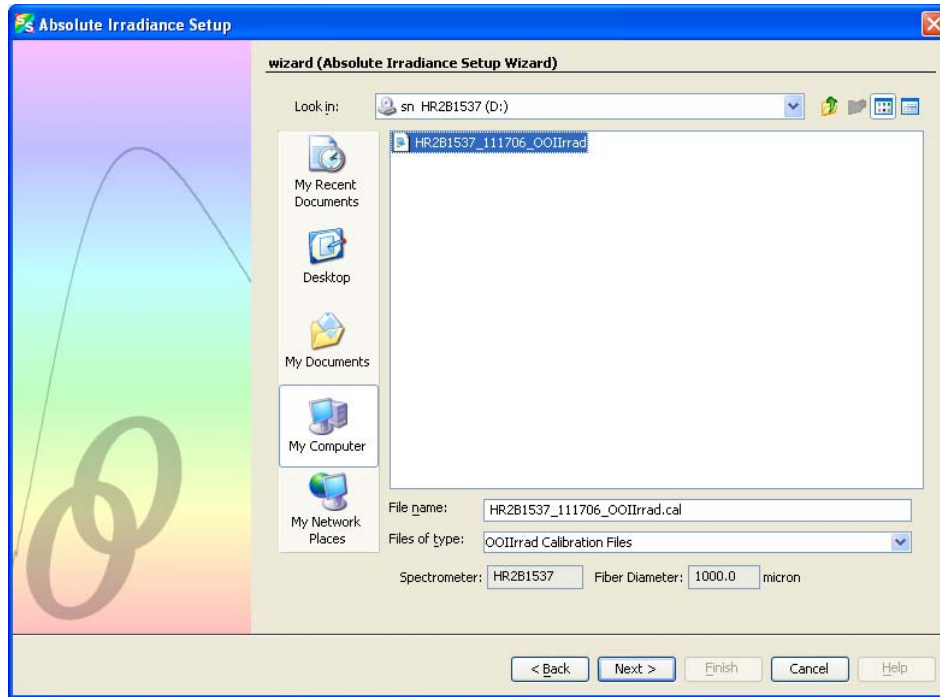 Absolute Irradiance Setup
wizard (Absolute Irradiance Setup Wizard)
Look in: sn HR2B1537 (D:)
HR2B1537_111706_OOIIrrad
My Recent
Documents
Desktop
My Documents
My Computer
My Network
Places
File name: HR2B1537_111706_OOIIrrad.cal
Files of type: OOIIrrad Calibration Files
Spectrometer: HR2B1537 Fiber Diameter: 1000.0 micron
< Back Next > Finish Cancel Help